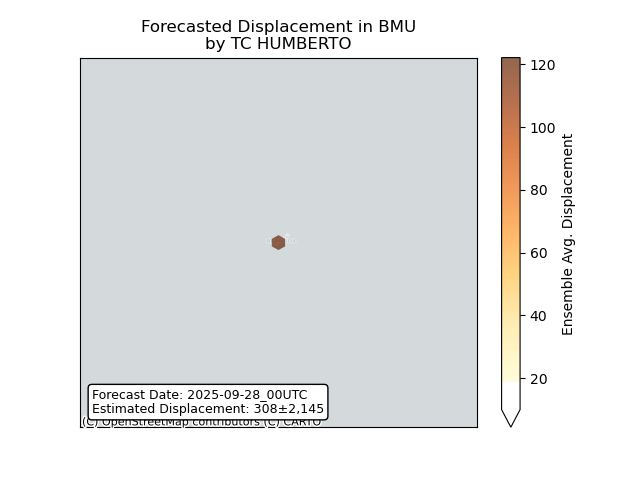 Forecasted Displacement in BMU
by TC HUMBERTO
120
100
80
60
40
20
Ensemble Avg. Displacement
Forecast Date: 2025-09-28_00UTC
Estimated Displacement: 308±2,145
(C) OpenStreetMap contributors (C) CARTO